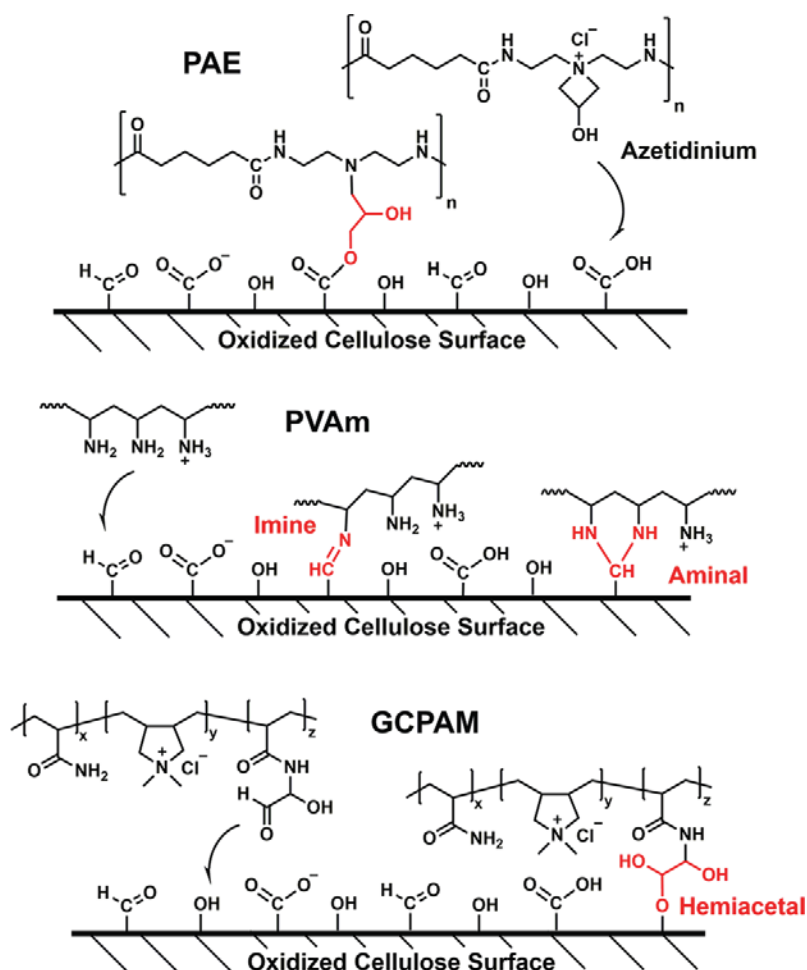 PAE
Cl−
O
H
N
N
+
H
N
n
O
OH
Azetidinium
O
H
N
N
H
N
n
O
OH
O
H
C
O
O
C
O−
OH
O
C
OH
H
C
O
OH
O
C
OH
Oxidized Cellulose Surface
PVAm
NH2
NH2
NH3
+
Imine
N
NH2
NH3
+
HN
NH
NH3
+
H
C
O
O
C
O−
OH
HC
OH
O
C
OH
OH
CH
Aminal
Oxidized Cellulose Surface
GCPAM
x
y
z
O
NH2
N
+
Cl−
O
NH
H
OH
O
x
y
z
O
NH2
N
+
Cl−
O
NH
HO
OH
O
Hemiacetal
H
C
O
OH
O
C
O−
OH
H
C
O
OH
O
C
OH
Oxidized Cellulose Surface